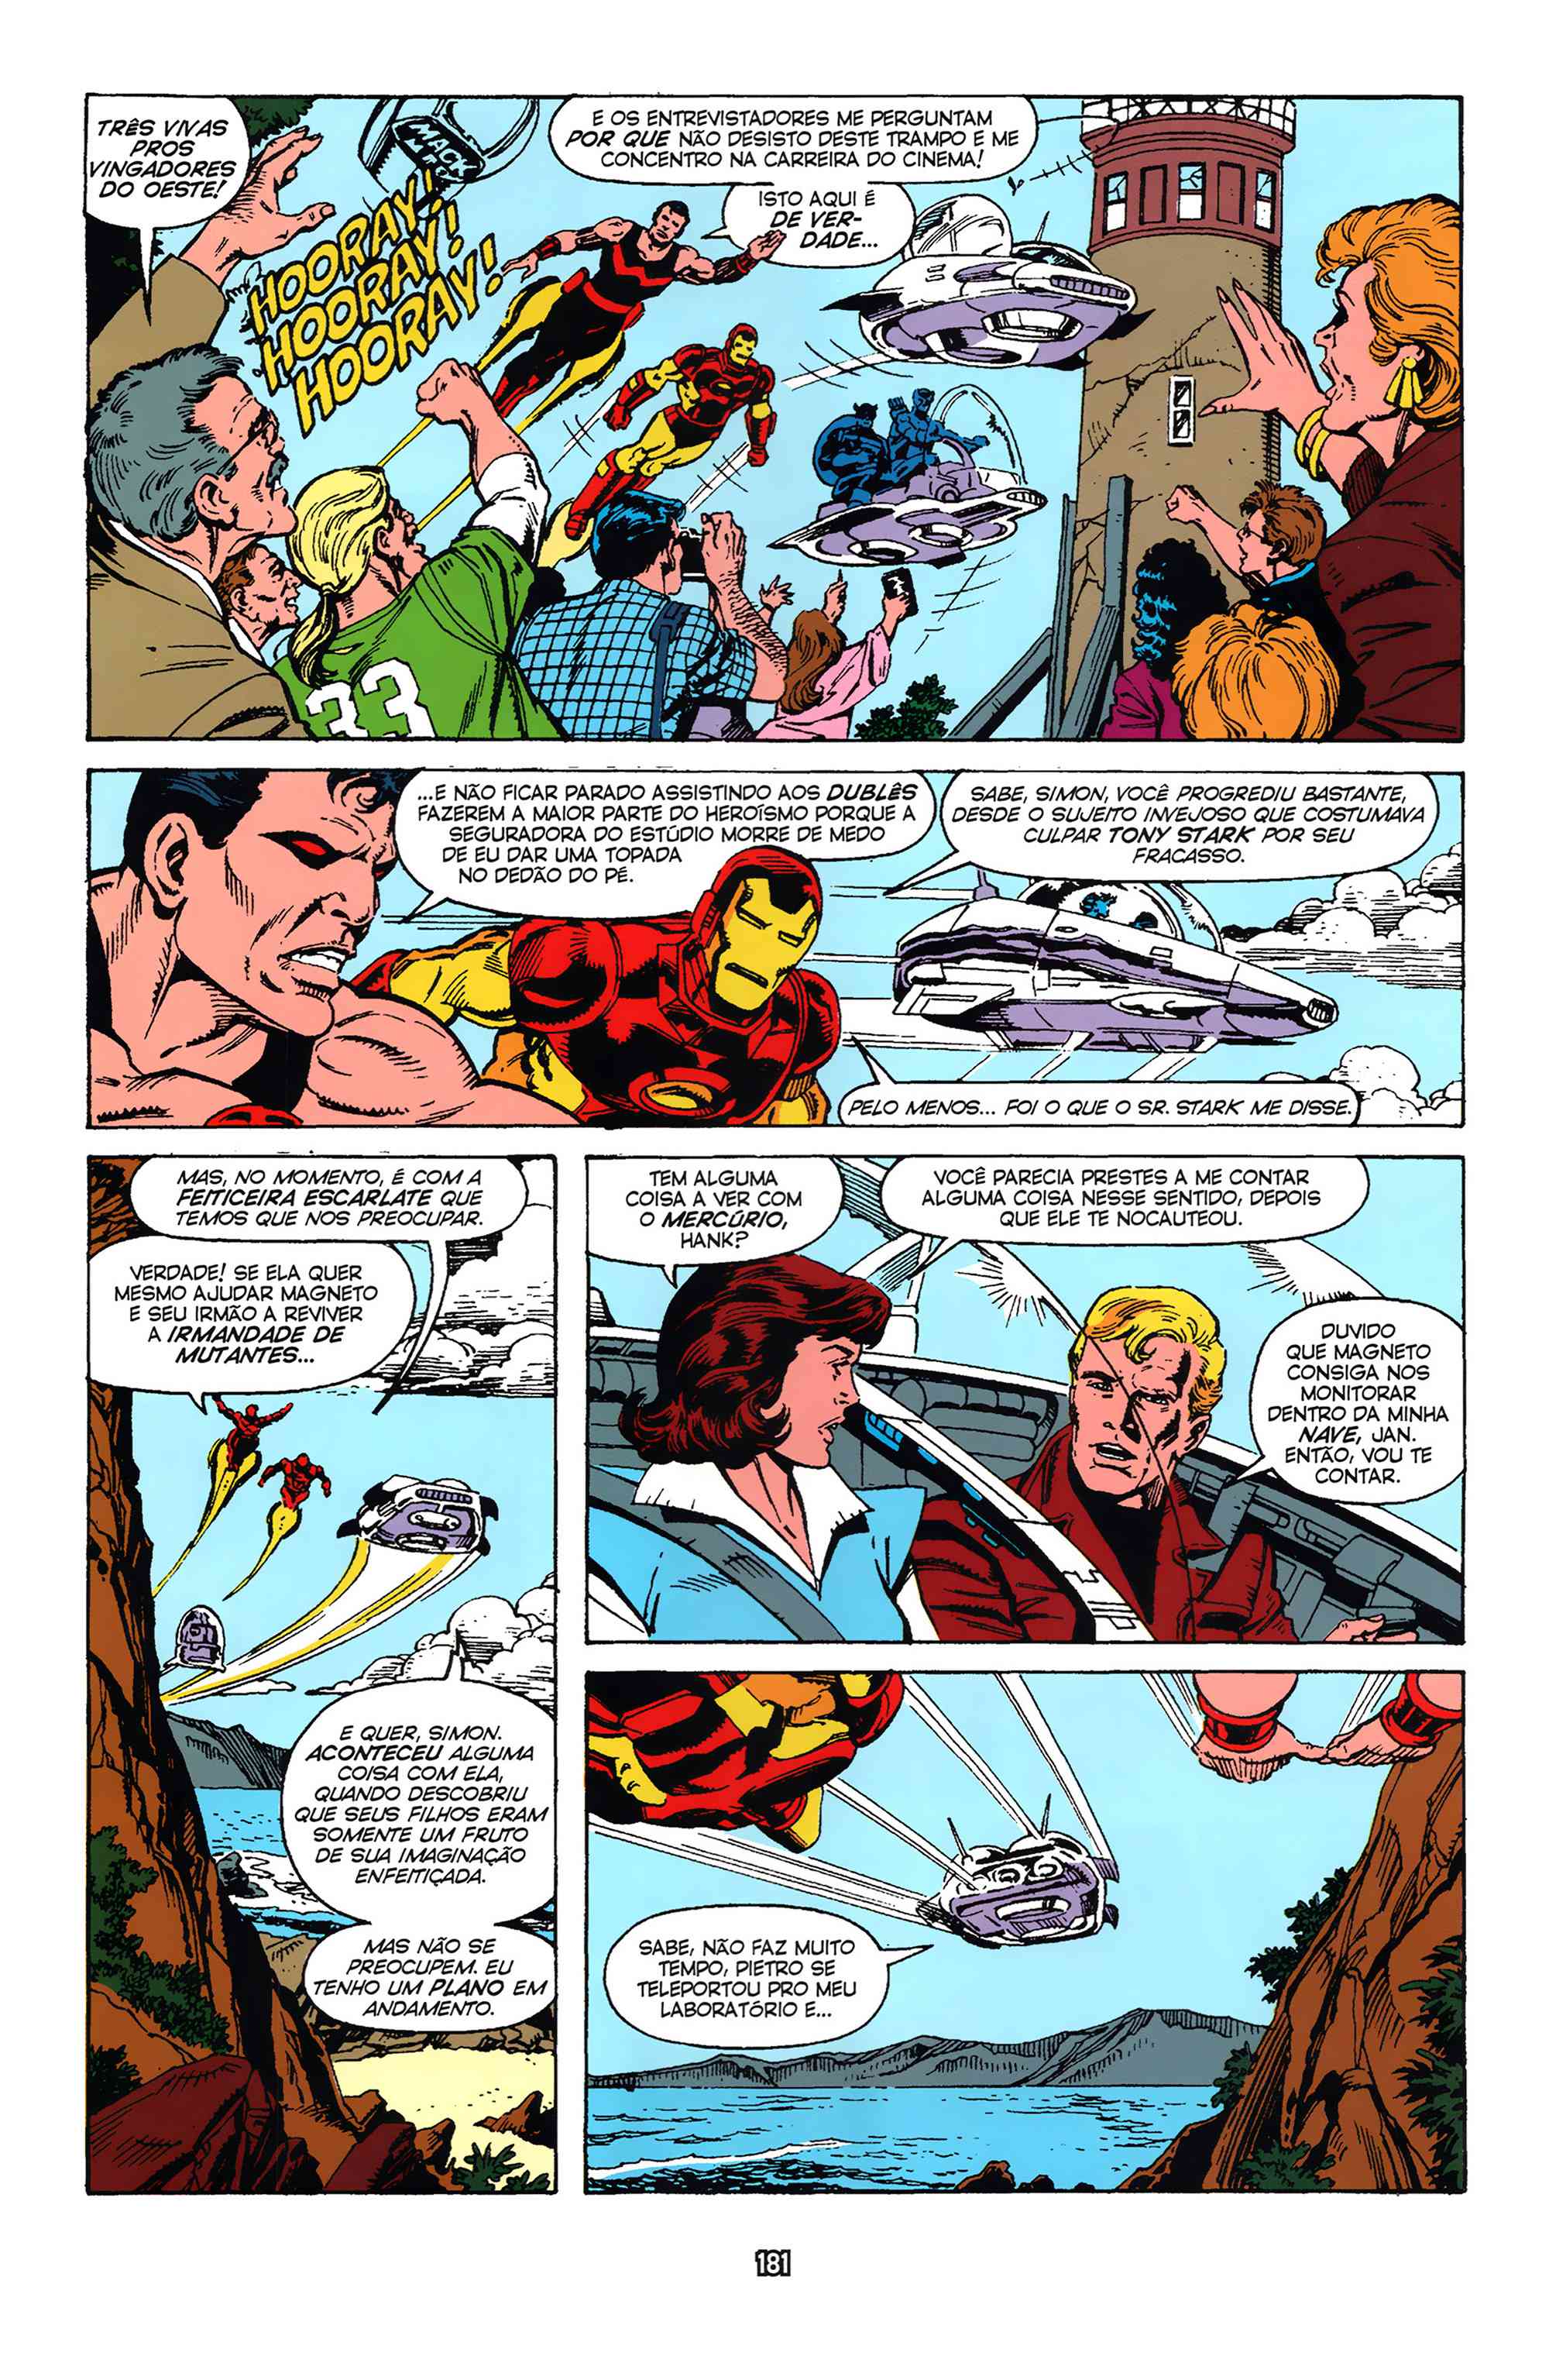 TRÊS VIVAS
PROS
VINGADORES
DO OESTE!
HOORAY!
HOORAY!
HOORAY!
MACK
E OS ENTREVISTADORES ME PERGUNTAM
POR QUE NÃO DESISTO DESTE TRAMPO E ME
CONCENTRO NA CARREIRA DO CINEMA!
ISTO AQUI É
DE VER-
DADE...
33
...E NÃO FICAR PARADO ASSISTINDO AOS DUBLÊS
FAZEREM A MAIOR PARTE DO HEROÍSMO PORQUE A
SEGURADORA DO ESTÚDIO MORRE DE MEDO
DE EU DAR UMA TOPADA
NO DEDÃO DO PÉ.
SABE, SIMON, VOCÊ PROGREDIU BASTANTE,
DESDE O SUJEITO INVEJOSO QUE COSTUMAVA
CULPAR TONY STARK POR SEU
FRACASSO.
PELO MENOS... FOI O QUE O SR. STARK ME DISSE.
MAS, NO MOMENTO, É COM A
FEITICEIRA ESCARLATE QUE
TEMOS QUE NOS PREOCUPAR.
VERDADE! SE ELA QUER
MESMO AJUDAR MAGNETO
E SEU IRMÃO A REVIVER
A IRMANDADE DE
MUTANTES...
E QUER, SIMON.
ACONTECEU ALGUMA
COISA COM ELA,
QUANDO DESCOBRIU
QUE SEUS FILHOS ERAM
SOMENTE UM FRUTO
DE SUA IMAGINAÇÃO
ENFEITIÇADA.
MAS NÃO SE
PREOCUPEM. EU
TENHO UM PLANO EM
ANDAMENTO.
TEM ALGUMA
COISA A VER COM
O MERCÚRIO,
HANK?
VOCÊ PARECIA PRESTES A ME CONTAR
ALGUMA COISA NESSE SENTIDO, DEPOIS
QUE ELE TE NOCAUTEOU.
DUVIDO
QUE MAGNETO
CONSIGA NOS
MONITORAR
DENTRO DA MINHA
NAVE, JAN.
ENTÃO, VOU TE
CONTAR.
SABE, NÃO FAZ MUITO
TEMPO, PIETRO SE
TELEPORTOU PRO MEU
LABORATÓRIO E...
181